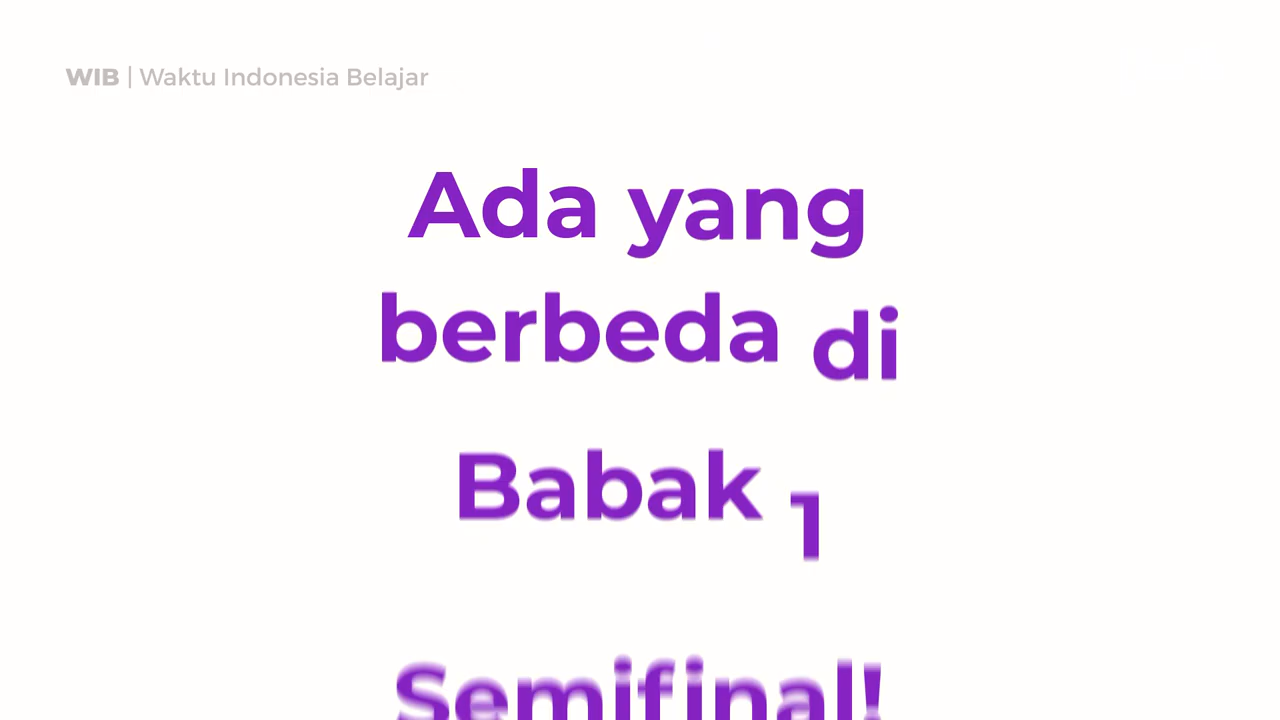 WIB | Waktu Indonesia Belajar
Ada yang
berbeda di
Babak 1
Semifinal!